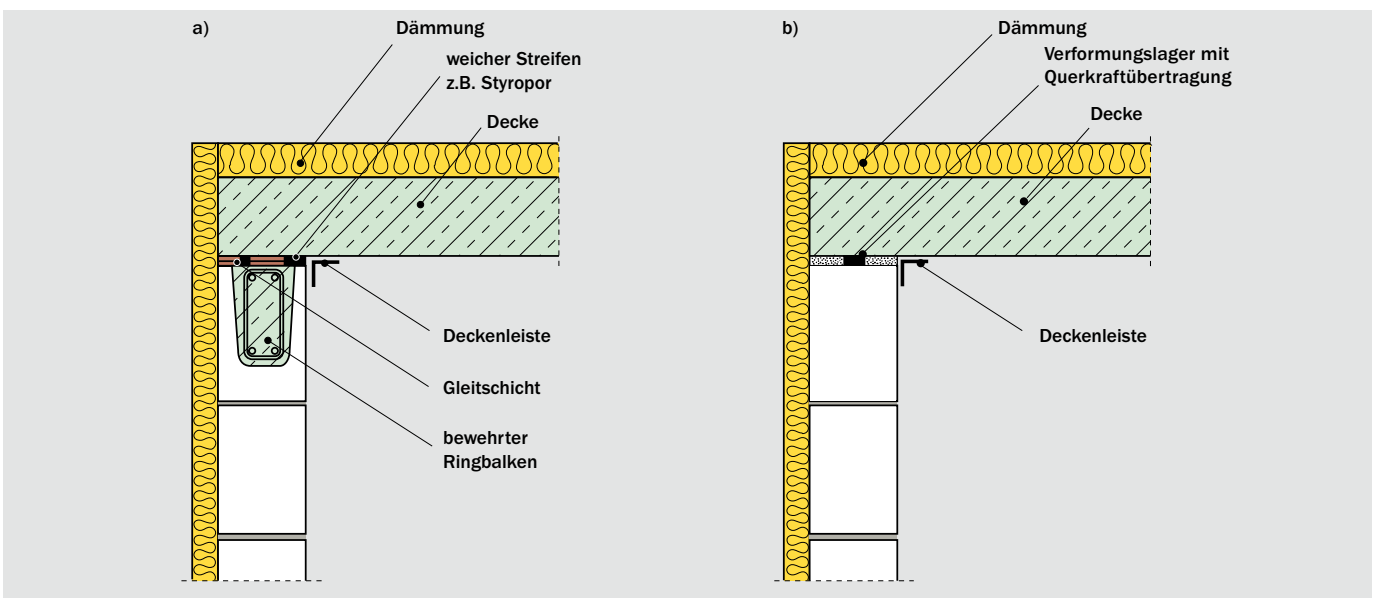 a)
Dämmung
weicher Streifen
z.B. Styropor
Decke
Deckenleiste
Gleitschicht
bewehrter
Ringbalken
b)
Dämmung
Verformungslager mit
Querkraftübertragung
Decke
Deckenleiste